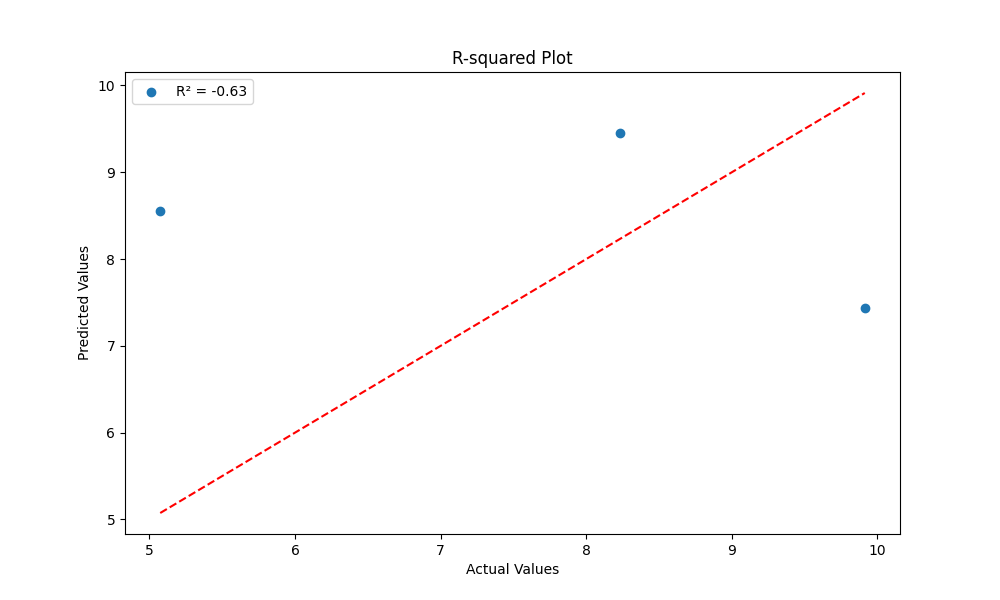 R-squared Plot
R² = -0.63
10
9
8
7
6
5
Predicted Values
5 6 7 8 9 10
Actual Values